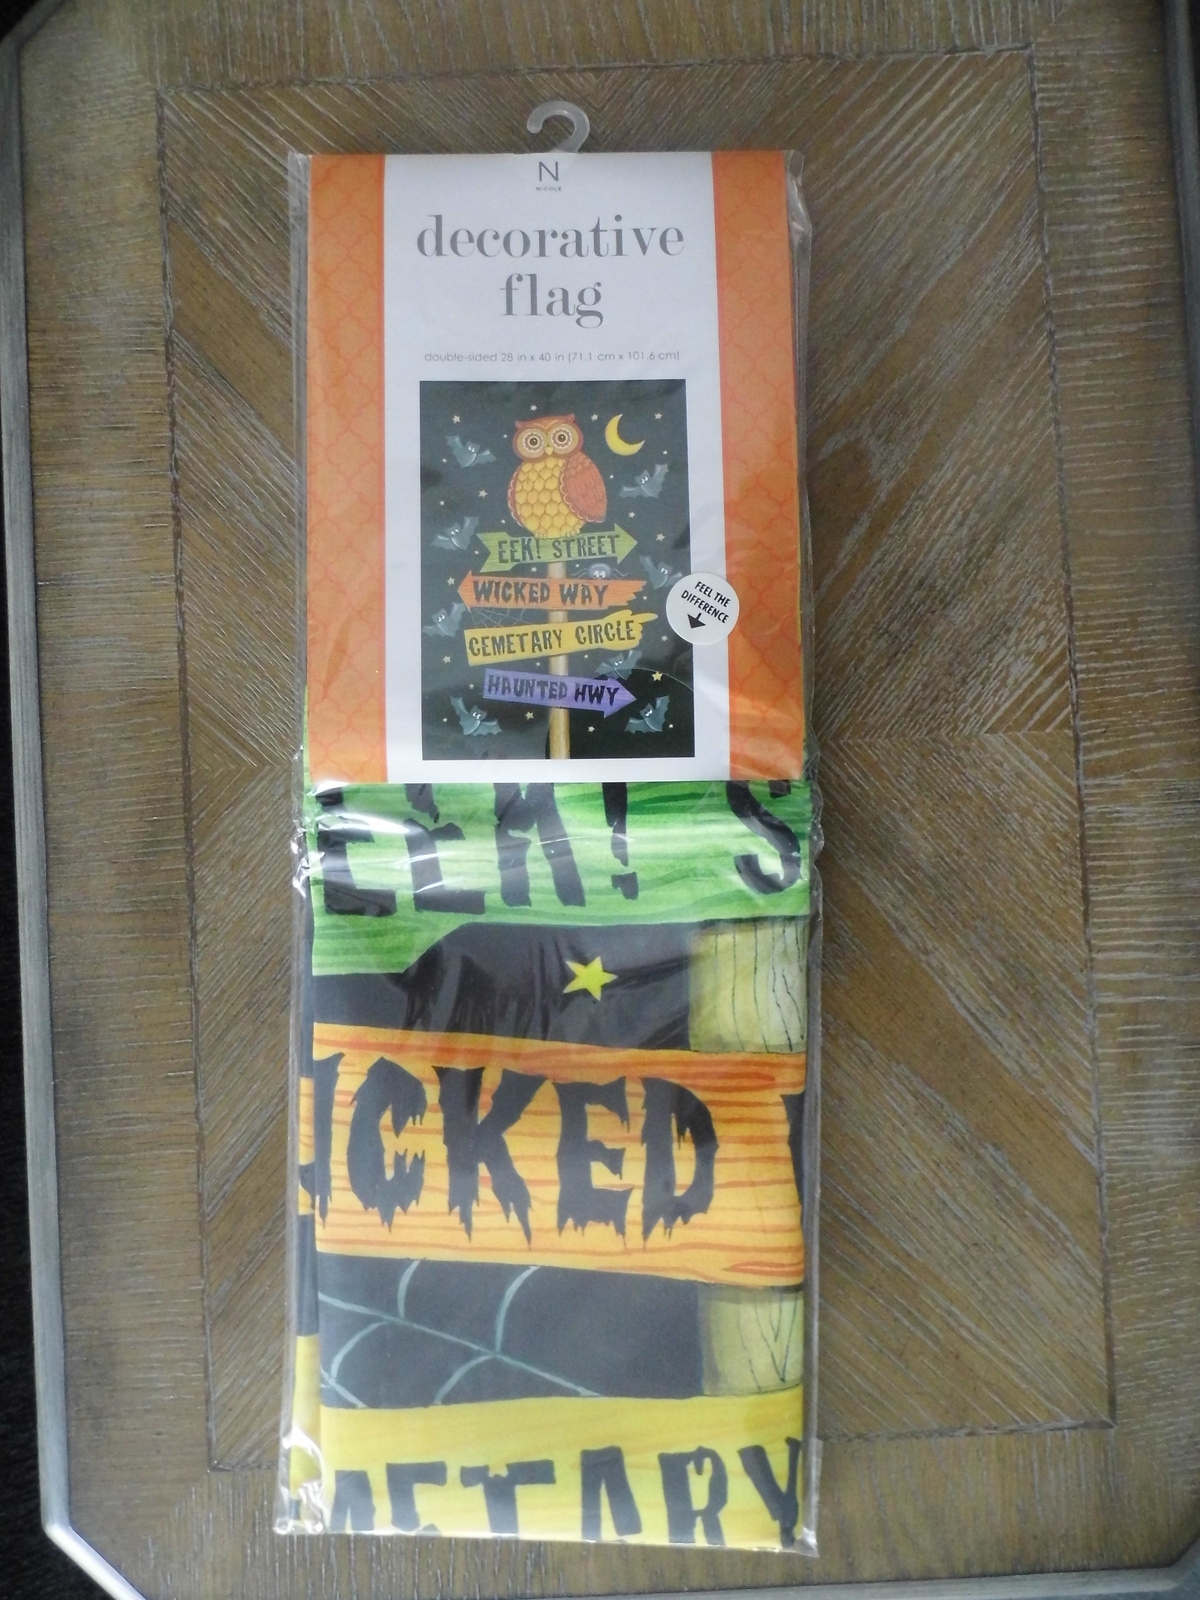 N
NICOLE
decorative
flag
double-sided 28 in x 40 in (71.1 cm x 101.6 cm)
EEK! STREET
WICKED WAY
CEMETARY CIRCLE
HAUNTED HWY
FEEL THE
DIFFERENCE
EEK! S
ICKED
METARY